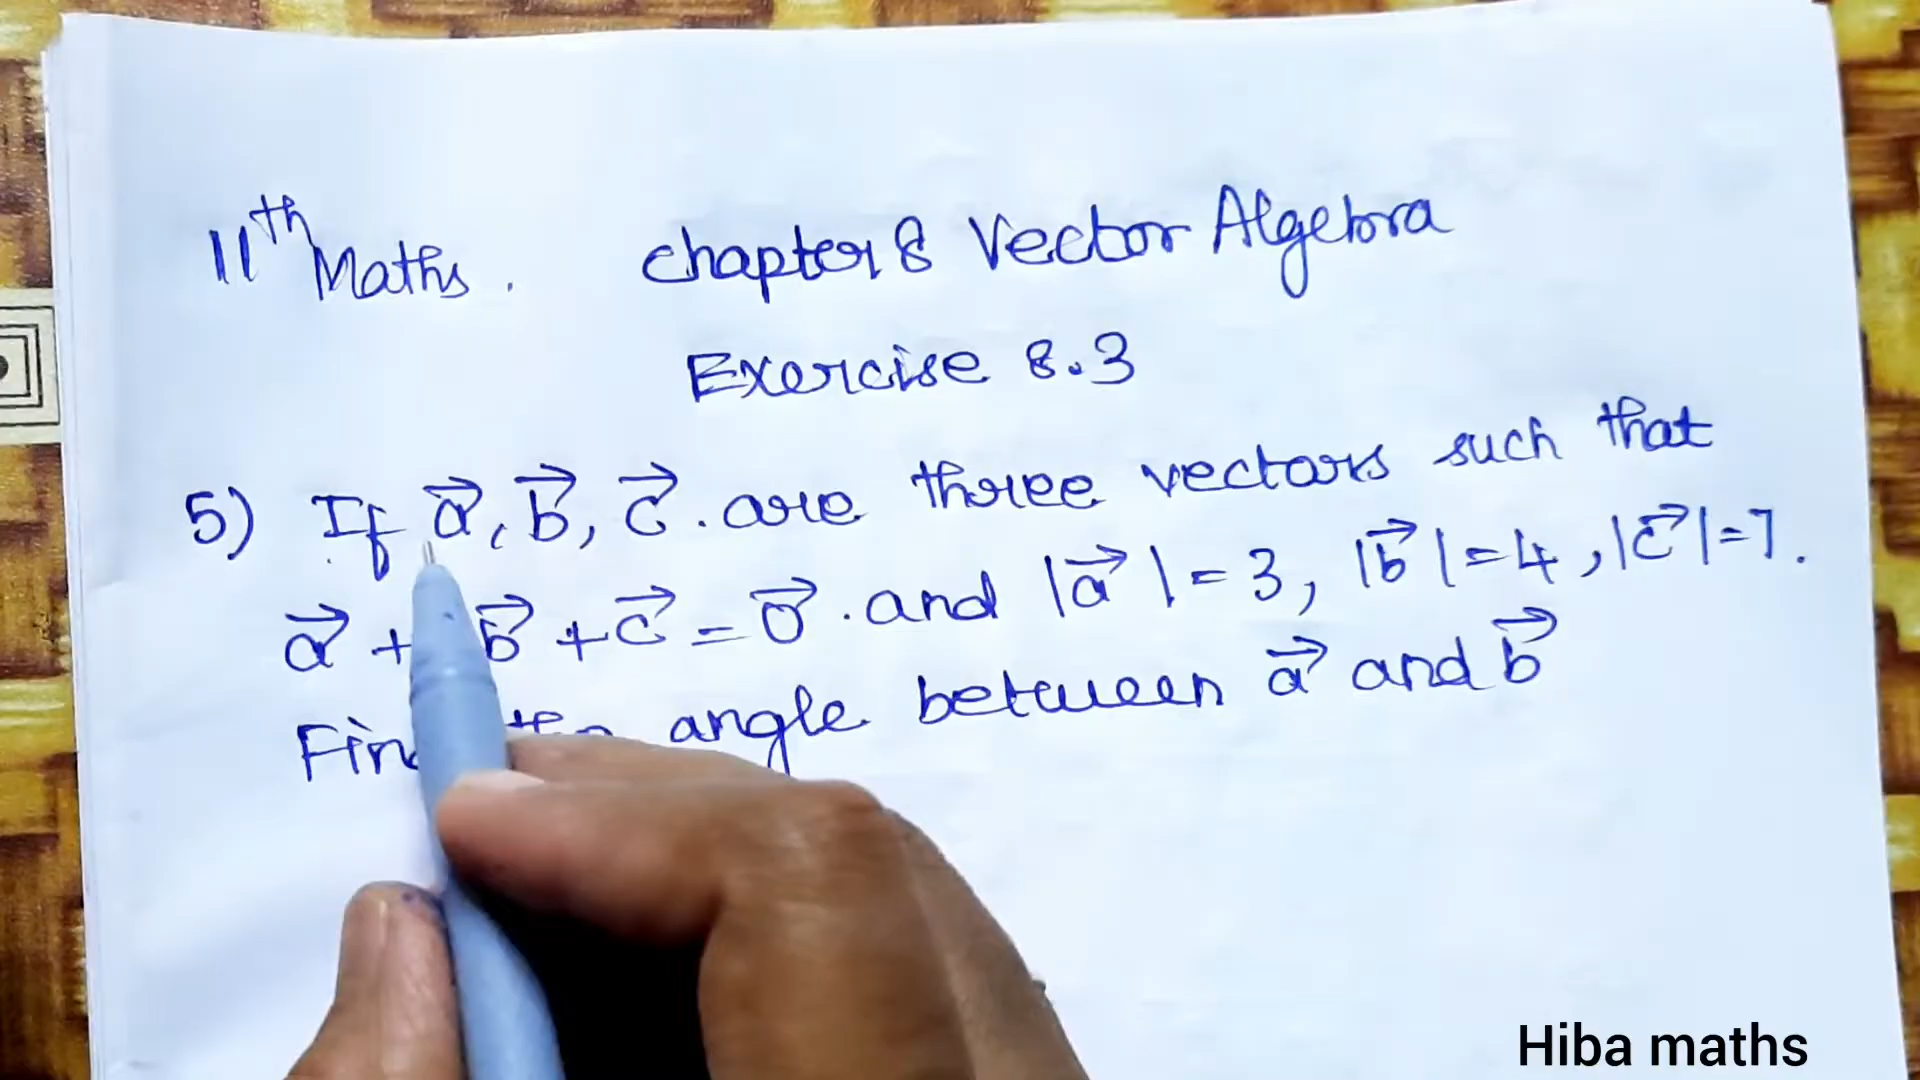 11th Maths. Chapter 8 Vector Algebra
Exercise 8.3
5) If a⃗, b⃗, c⃗. are three vectors such that
a⃗ + b⃗ + c⃗ = 0⃗. and |a⃗| = 3, |b⃗| = 4, |c⃗| = 7.
angle between a⃗ and b⃗
Hiba maths